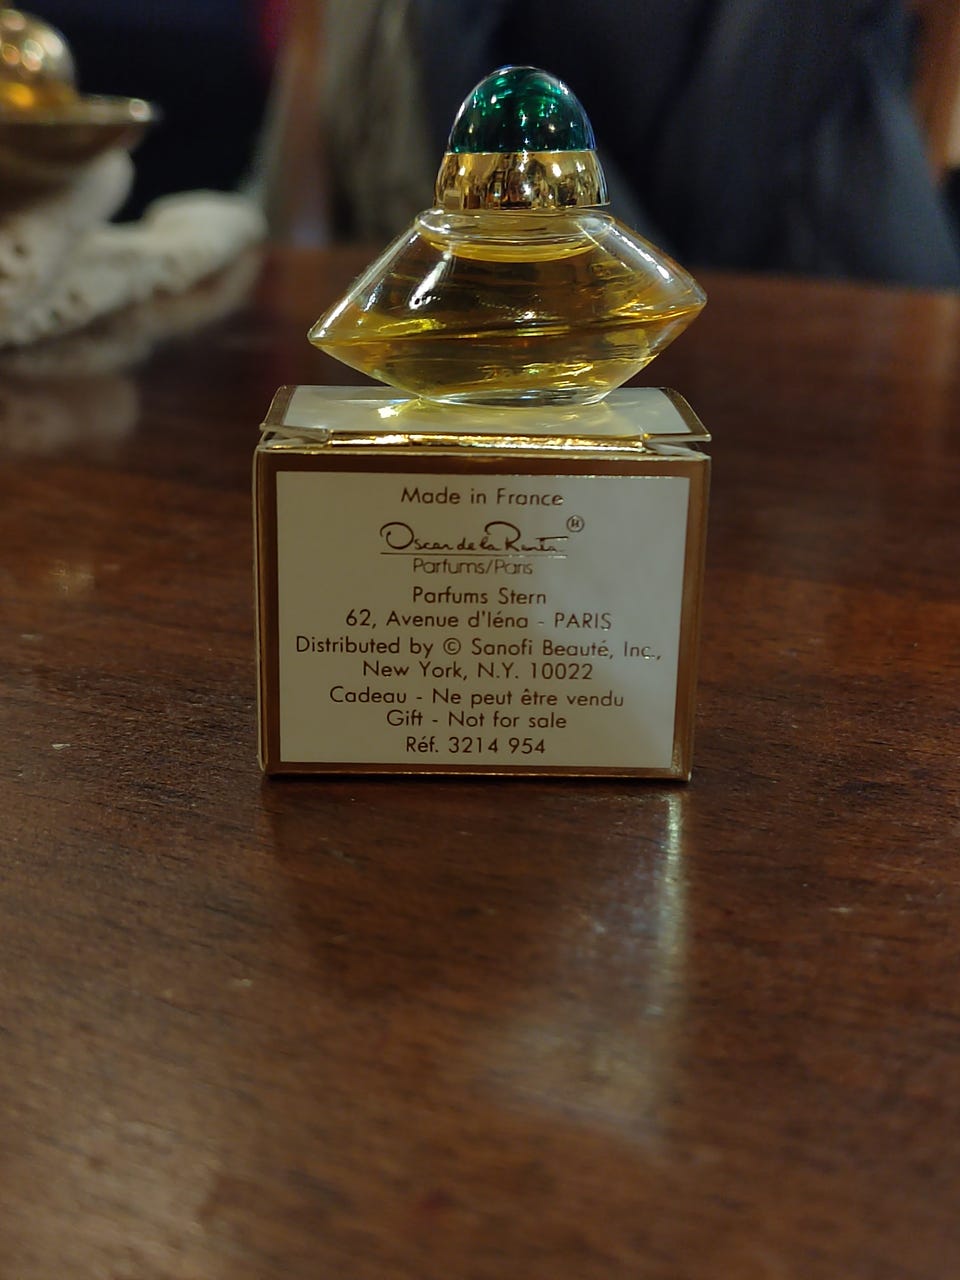 Made in France
Oscar de la Renta ®
Parfums/Paris
Parfums Stern
62, Avenue d'Iéna - PARIS
Distributed by © Sanofi Beauté, Inc.,
New York, N.Y. 10022
Cadeau - Ne peut être vendu
Gift - Not for sale
Réf. 3214 954